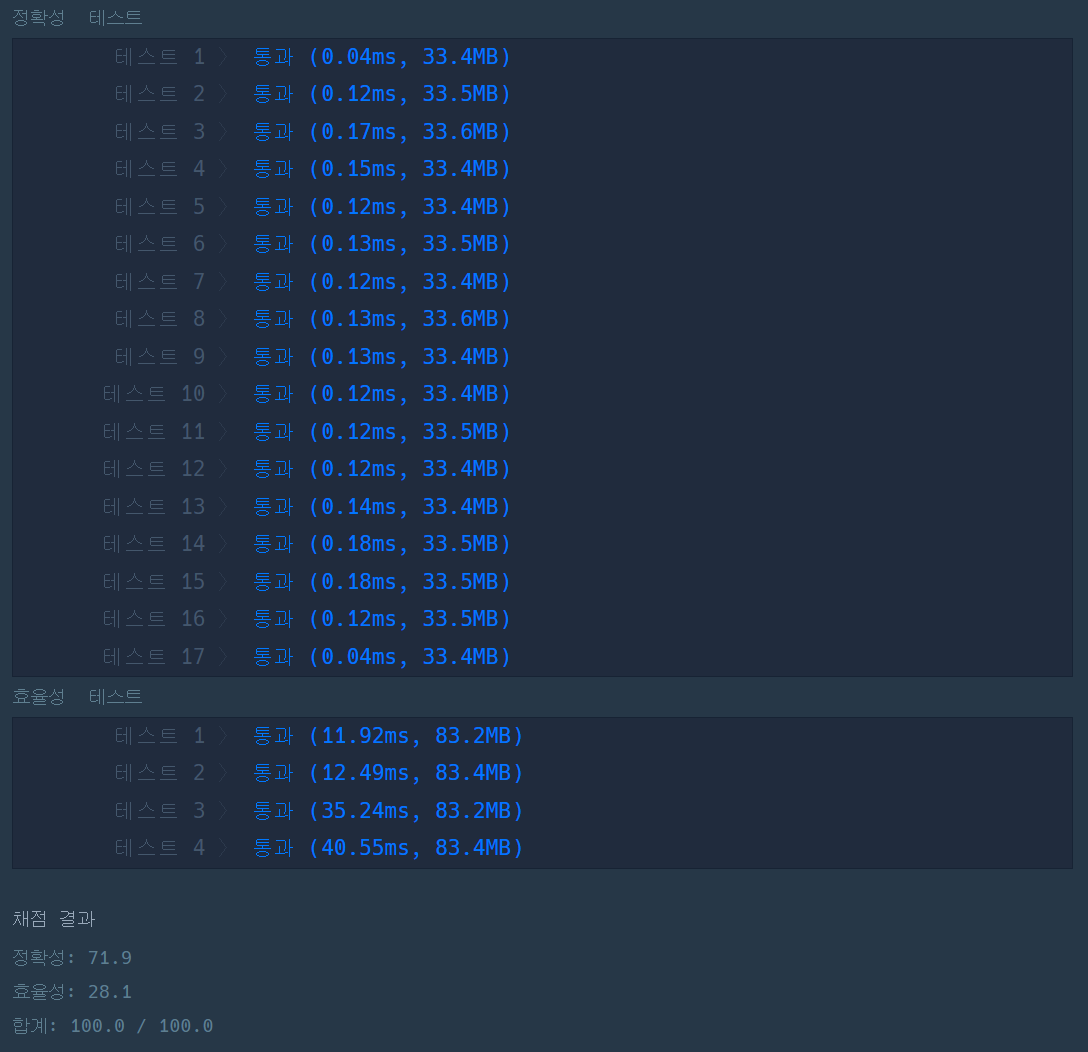 정확성  테스트
테스트 1 〉 통과 (0.04ms, 33.4MB)
테스트 2 〉 통과 (0.12ms, 33.5MB)
테스트 3 〉 통과 (0.17ms, 33.6MB)
테스트 4 〉 통과 (0.15ms, 33.4MB)
테스트 5 〉 통과 (0.12ms, 33.4MB)
테스트 6 〉 통과 (0.13ms, 33.5MB)
테스트 7 〉 통과 (0.12ms, 33.4MB)
테스트 8 〉 통과 (0.13ms, 33.6MB)
테스트 9 〉 통과 (0.13ms, 33.4MB)
테스트 10 〉 통과 (0.12ms, 33.4MB)
테스트 11 〉 통과 (0.12ms, 33.5MB)
테스트 12 〉 통과 (0.12ms, 33.4MB)
테스트 13 〉 통과 (0.14ms, 33.4MB)
테스트 14 〉 통과 (0.18ms, 33.5MB)
테스트 15 〉 통과 (0.18ms, 33.5MB)
테스트 16 〉 통과 (0.12ms, 33.5MB)
테스트 17 〉 통과 (0.04ms, 33.4MB)
효율성  테스트
테스트 1 〉 통과 (11.92ms, 83.2MB)
테스트 2 〉 통과 (12.49ms, 83.4MB)
테스트 3 〉 통과 (35.24ms, 83.2MB)
테스트 4 〉 통과 (40.55ms, 83.4MB)
채점 결과
정확성: 71.9
효율성: 28.1
합계: 100.0 / 100.0